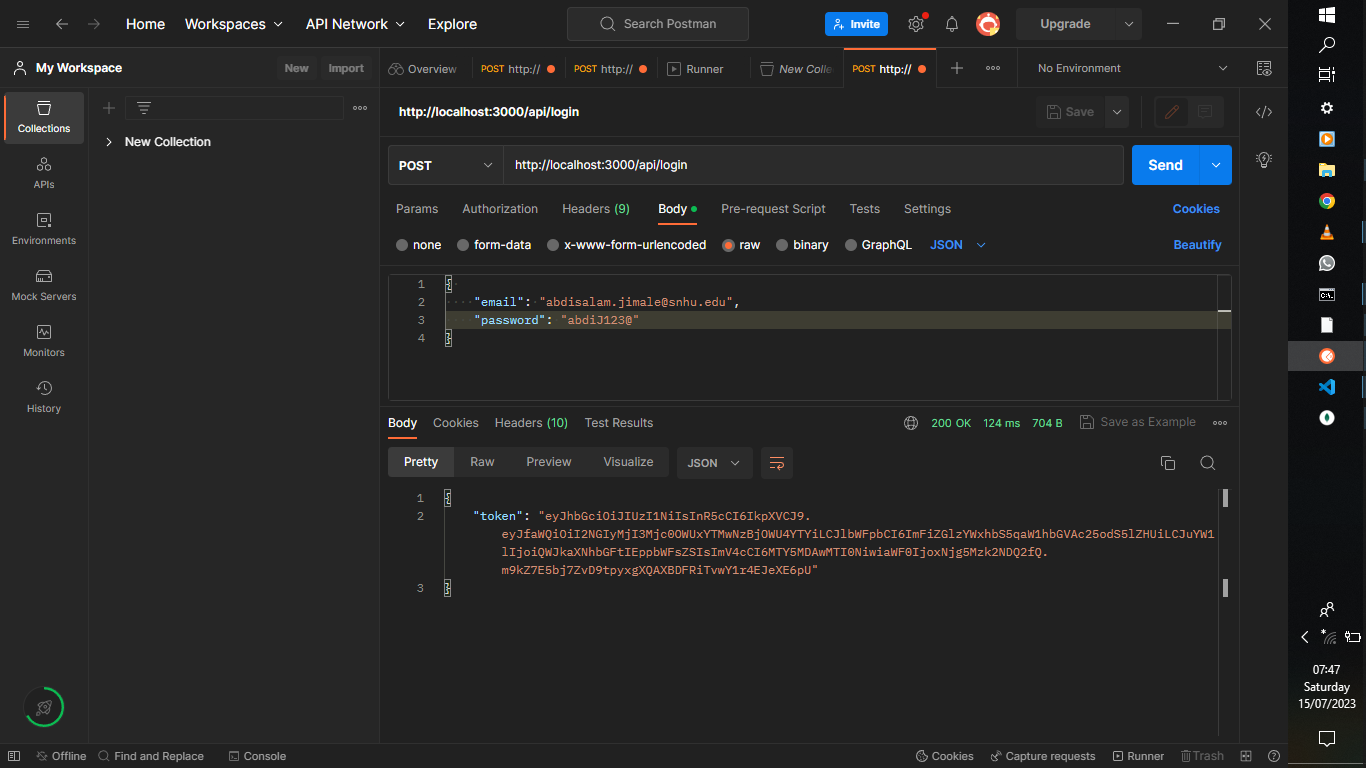 Home Workspaces API Network Explore Search Postman Invite Upgrade
My Workspace New Import Overview POST http:// POST http:// Runner New Colle POST http:// No Environment
Collections
APIs
Environments
Mock Servers
Monitors
History
New Collection
http://localhost:3000/api/login Save
POST http://localhost:3000/api/login Send
Params Authorization Headers (9) Body Pre-request Script Tests Settings Cookies
none form-data x-www-form-urlencoded raw binary GraphQL JSON Beautify
1 {
2 "email": "abdisalam.jimale@snhu.edu",
3 "password": "abdiJ123@"
4 }
Body Cookies Headers (10) Test Results 200 OK 124 ms 704 B Save as Example
Pretty Raw Preview Visualize JSON
1 {
2 "token": "eyJhbGciOiJIUzI1NiIsInR5cCI6IkpXVCJ9.
eyJfaWQiOiI2NGIyMjI3Mjc0OWUxYTMwNzBjOWU4YTYiLCJlbWFpbCI6ImFiZGlzYWxhbS5qaW1hbGVAc25odS5lZHUiLCJuYW1
lIjoiQWJkaXNhbGFtIEppbWFsZSIsImV4cCI6MTY5MDAwMTI0NiwiaWF0IjoxNjg5Mzk2NDQ2fQ.
m9kZ7E5bj7ZvD9tpyxgXQAXBDFRiTvwY1r4EJeXE6pU"
3 }
Offline Find and Replace Console Cookies Capture requests Runner Trash
07:47
Saturday
15/07/2023